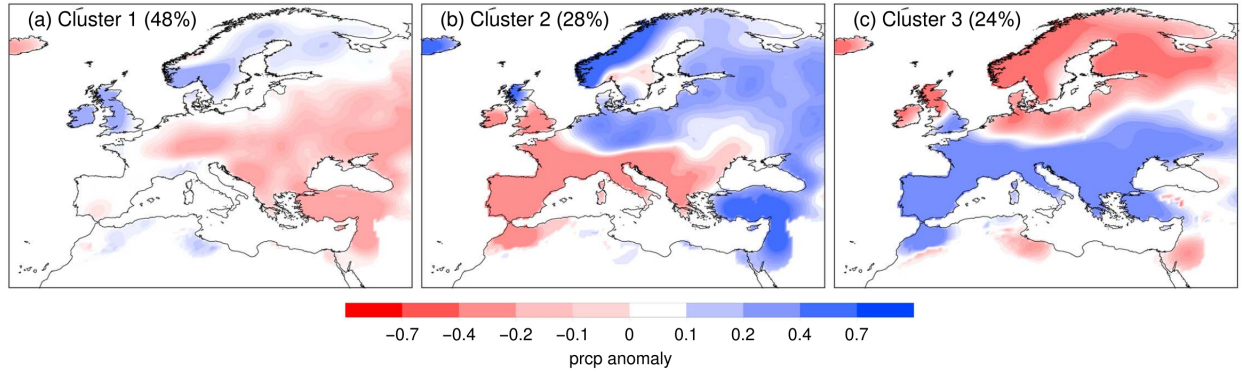 (a) Cluster 1 (48%)
(b) Cluster 2 (28%)
(c) Cluster 3 (24%)
−0.7 −0.4 −0.2 −0.1 0 0.1 0.2 0.4 0.7
prcp anomaly